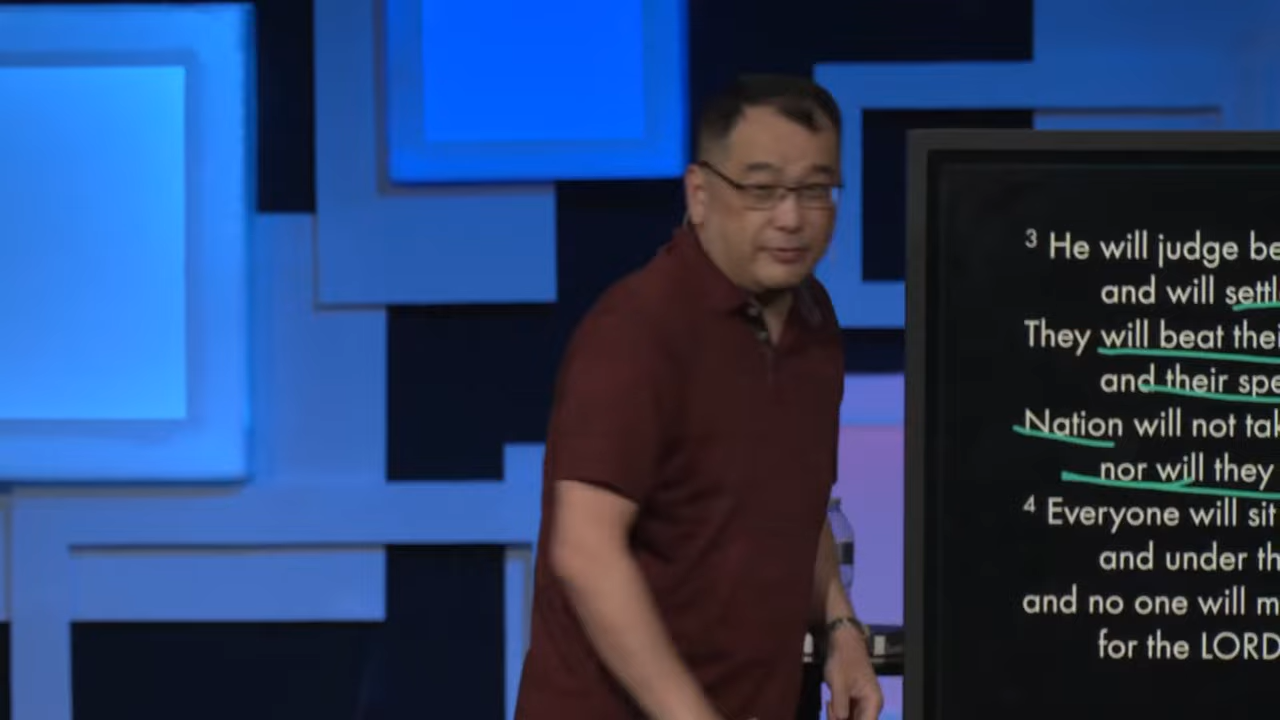 3 He will judge be
and will settl
They will beat thei
and their spe
Nation will not tak
nor will they
4 Everyone will sit
and under th
and no one will m
for the LORD